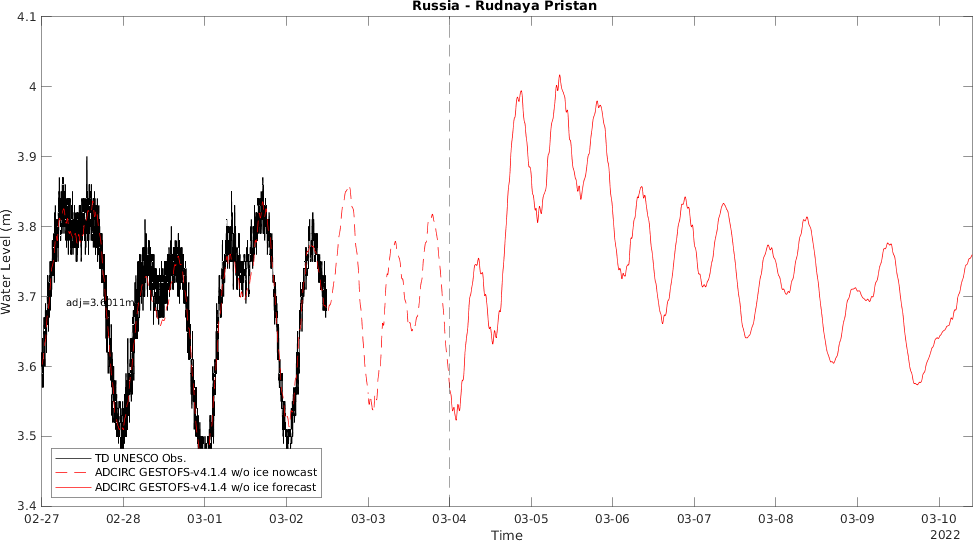 Russia - Rudnaya Pristan
4.1
4
3.9
3.8
3.7
3.6
3.5
3.4
Water Level (m)
adj=3.6011m
TD UNESCO Obs.
ADCIRC GESTOFS-v4.1.4 w/o ice nowcast
ADCIRC GESTOFS-v4.1.4 w/o ice forecast
02-27 02-28 03-01 03-02 03-03 03-04 03-05 03-06 03-07 03-08 03-09 03-10
Time 2022